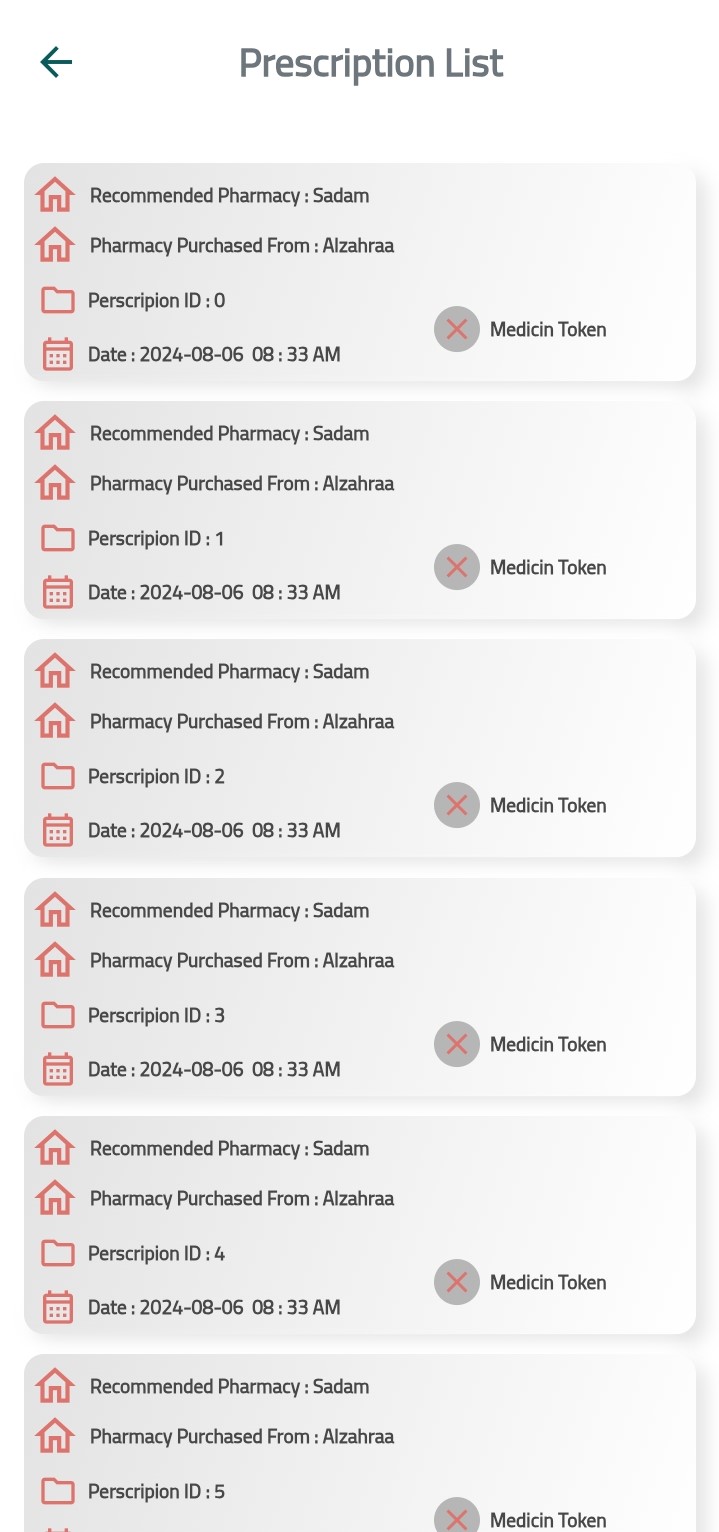 Prescription List
Recommended Pharmacy : Sadam
Pharmacy Purchased From : Alzahraa
Perscripion ID : 0
Medicin Token
Date : 2024-08-06 08 : 33 AM
Recommended Pharmacy : Sadam
Pharmacy Purchased From : Alzahraa
Perscripion ID : 1
Medicin Token
Date : 2024-08-06 08 : 33 AM
Recommended Pharmacy : Sadam
Pharmacy Purchased From : Alzahraa
Perscripion ID : 2
Medicin Token
Date : 2024-08-06 08 : 33 AM
Recommended Pharmacy : Sadam
Pharmacy Purchased From : Alzahraa
Perscripion ID : 3
Medicin Token
Date : 2024-08-06 08 : 33 AM
Recommended Pharmacy : Sadam
Pharmacy Purchased From : Alzahraa
Perscripion ID : 4
Medicin Token
Date : 2024-08-06 08 : 33 AM
Recommended Pharmacy : Sadam
Pharmacy Purchased From : Alzahraa
Perscripion ID : 5
Medicin Token